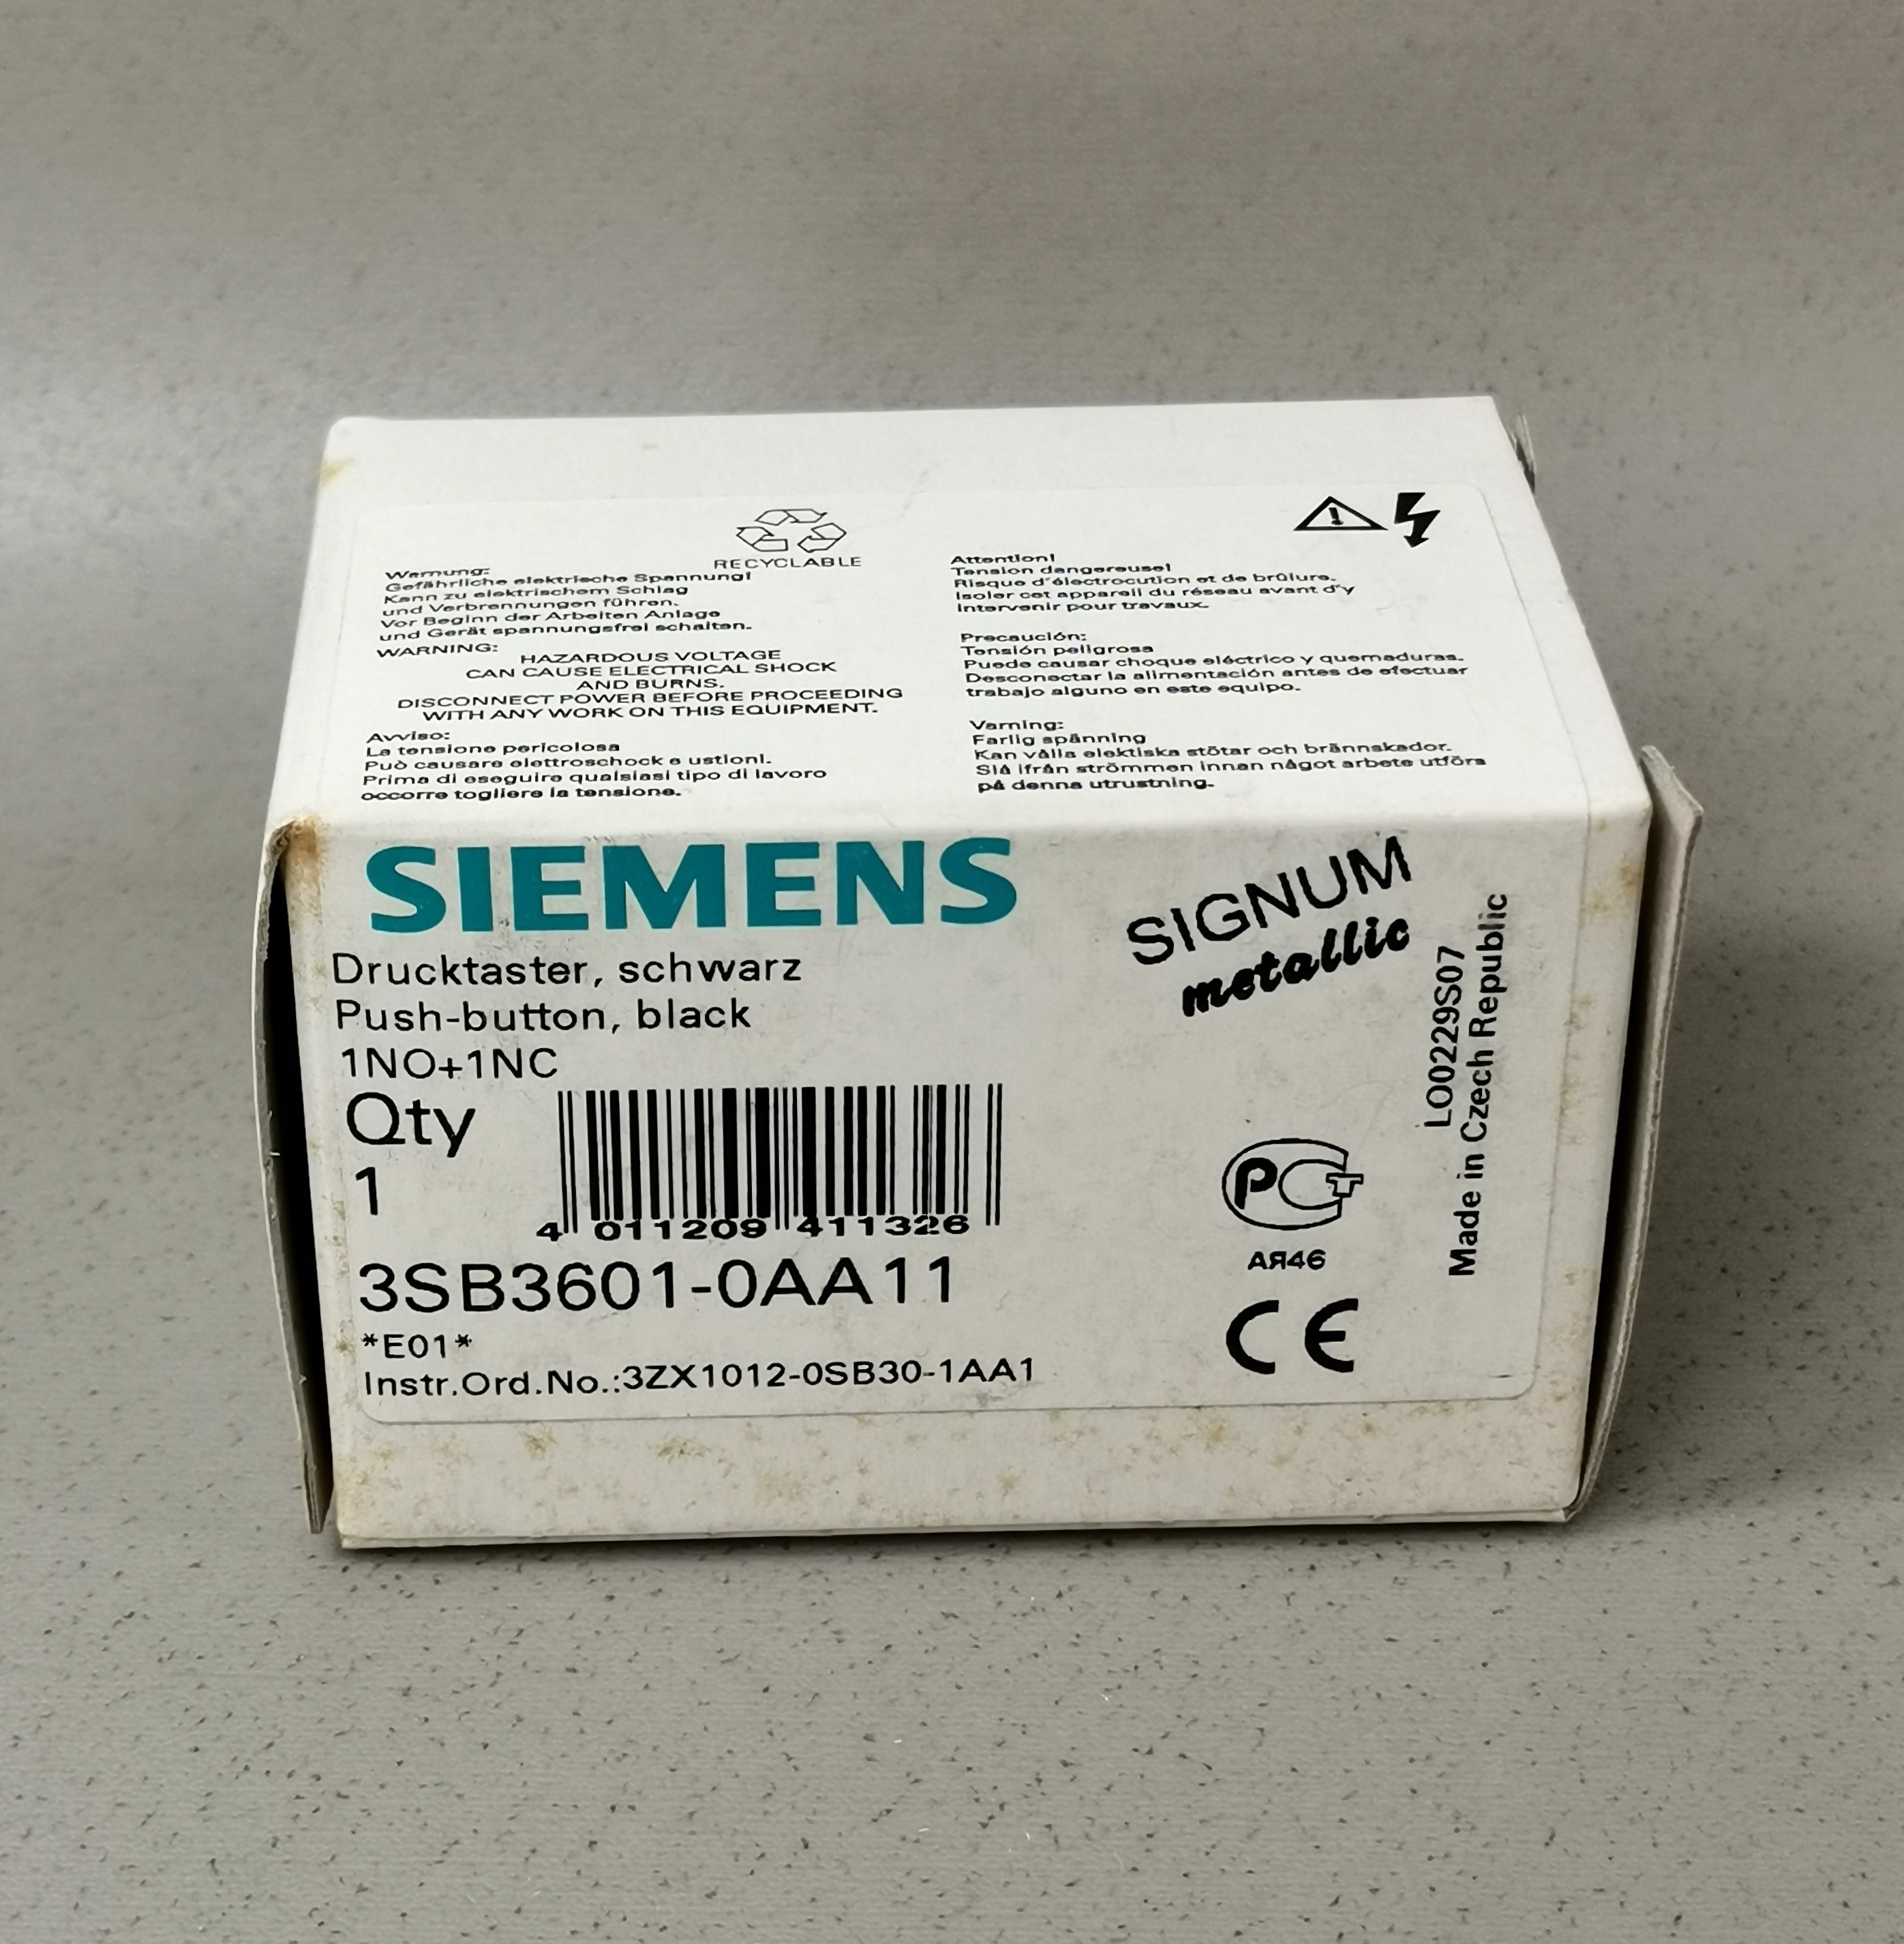 RECYCLABLE
Warnung:
Gefährliche elektrische Spannung!
Kann zu elektrischem Schlag
und Verbrennungen führen.
Vor Beginn der Arbeiten Anlage
und Gerät spannungsfrei schalten.
WARNING:
HAZARDOUS VOLTAGE
CAN CAUSE ELECTRICAL SHOCK
AND BURNS.
DISCONNECT POWER BEFORE PROCEEDING
WITH ANY WORK ON THIS EQUIPMENT.
Avviso:
La tensione pericolosa
Può causare elettroschock e ustioni.
Prima di eseguire qualsiasi tipo di lavoro
occorre togliere la tensione.
Attention!
Tension dangereuse!
Risque d'électrocution et de brûlure.
Isoler cet appareil du réseau avant d'y
intervenir pour travaux.
Precaución:
Tensión peligrosa
Puede causar choque eléctrico y quemaduras.
Desconectar la alimentación antes de efectuar
trabajo alguno en este equipo.
Varning:
Farlig spänning
Kan vålla elektiska stötar och brännskador.
Slå ifrån strömmen innan något arbete utföra
på denna utrustning.
SIEMENS
SIGNUM
metallic
Drucktaster, schwarz
Push-button, black
1NO+1NC
Qty
1
4 011209 411326
3SB3601-0AA11
*E01*
Instr.Ord.No.:3ZX1012-0SB30-1AA1
РСТ
АЯ46
CE
LO0229S07
Made in Czech Republic